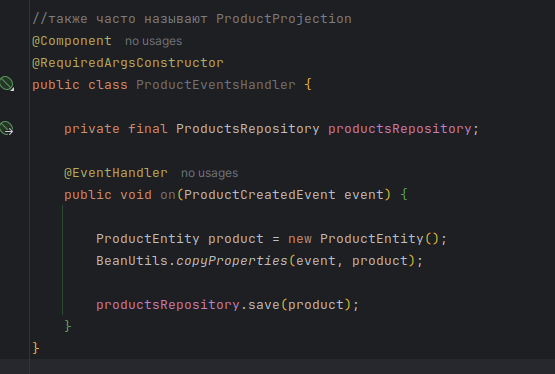 //также часто называют ProductProjection
@Component no usages
@RequiredArgsConstructor
public class ProductEventsHandler {
private final ProductsRepository productsRepository;
@EventHandler no usages
public void on(ProductCreatedEvent event) {
ProductEntity product = new ProductEntity();
BeanUtils.copyProperties(event, product);
productsRepository.save(product);
}
}